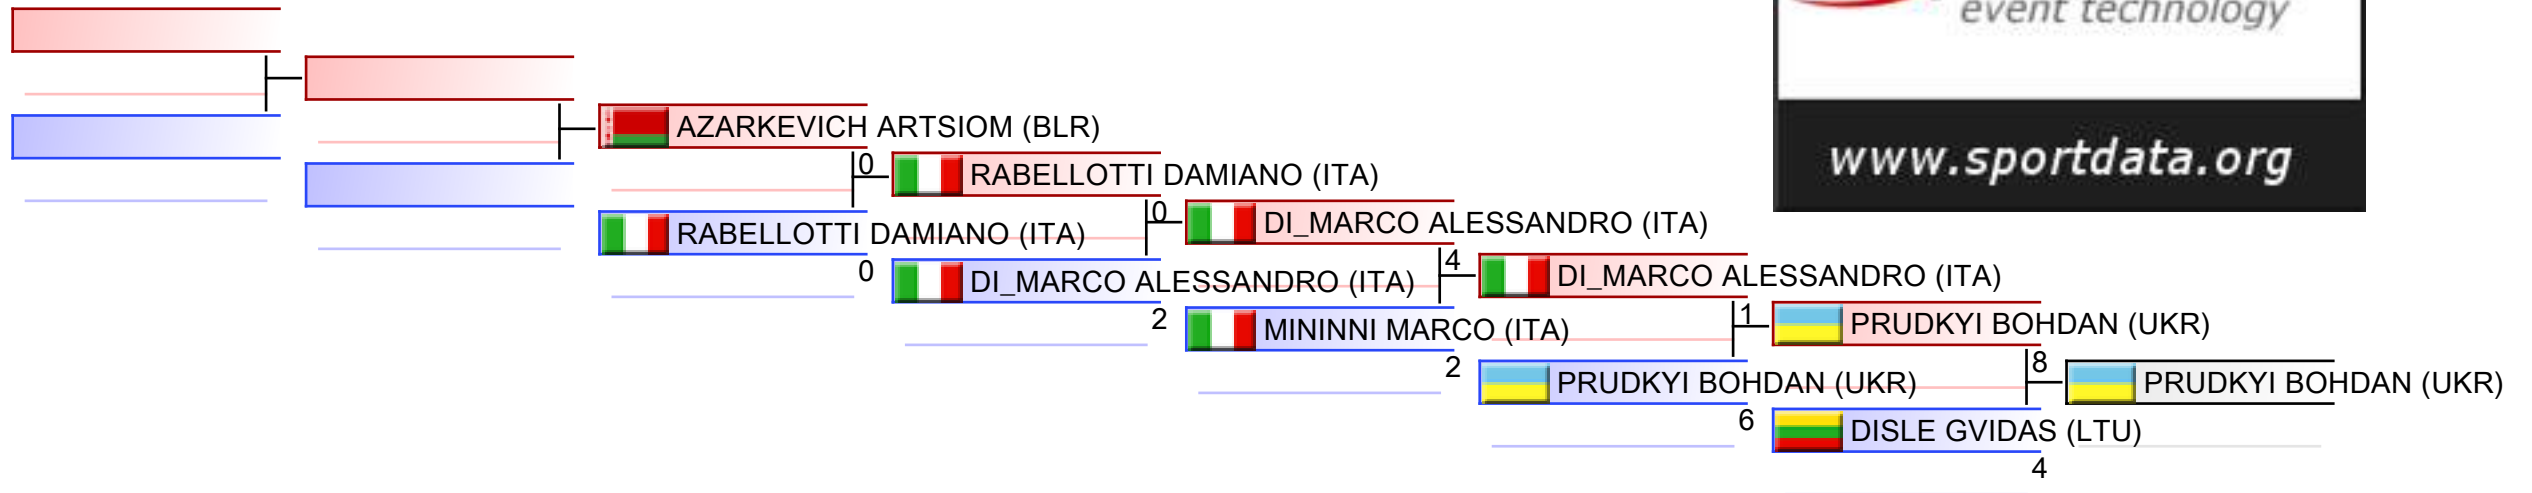 event technology
www.sportdata.org
AZARKEVICH ARTSIOM (BLR)
0
RABELLOTTI DAMIANO (ITA)
RABELLOTTI DAMIANO (ITA)
0
0
DI_MARCO ALESSANDRO (ITA)
DI_MARCO ALESSANDRO (ITA)
2
4
DI_MARCO ALESSANDRO (ITA)
MININNI MARCO (ITA)
2
1
PRUDKYI BOHDAN (UKR)
PRUDKYI BOHDAN (UKR)
6
8
PRUDKYI BOHDAN (UKR)
DISLE GVIDAS (LTU)
4